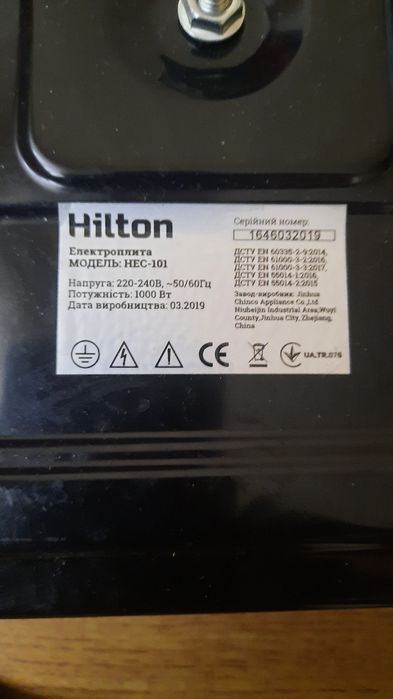 Hilton
Електроплита
МОДЕЛЬ: HEC-101
Напруга: 220-240В, ~50/60Гц
Потужність: 1000 Вт
Дата виробництва: 03.2019
Серійний номер:
1646032019
ДСТУ EN 60335-2-9:2014,
ДСТУ EN 61000-3-2:2016,
ДСТУ EN 61000-3-3:2017,
ДСТУ EN 55014-1:2016,
ДСТУ EN 55014-2:2015
Завод-виробник: Jinhua
Chinco Appliance Co.,Ltd
Niubeijin Industrial Area,Wuyi
County,Jinhua City, Zhejiang,
China
CE
UA.TR.076